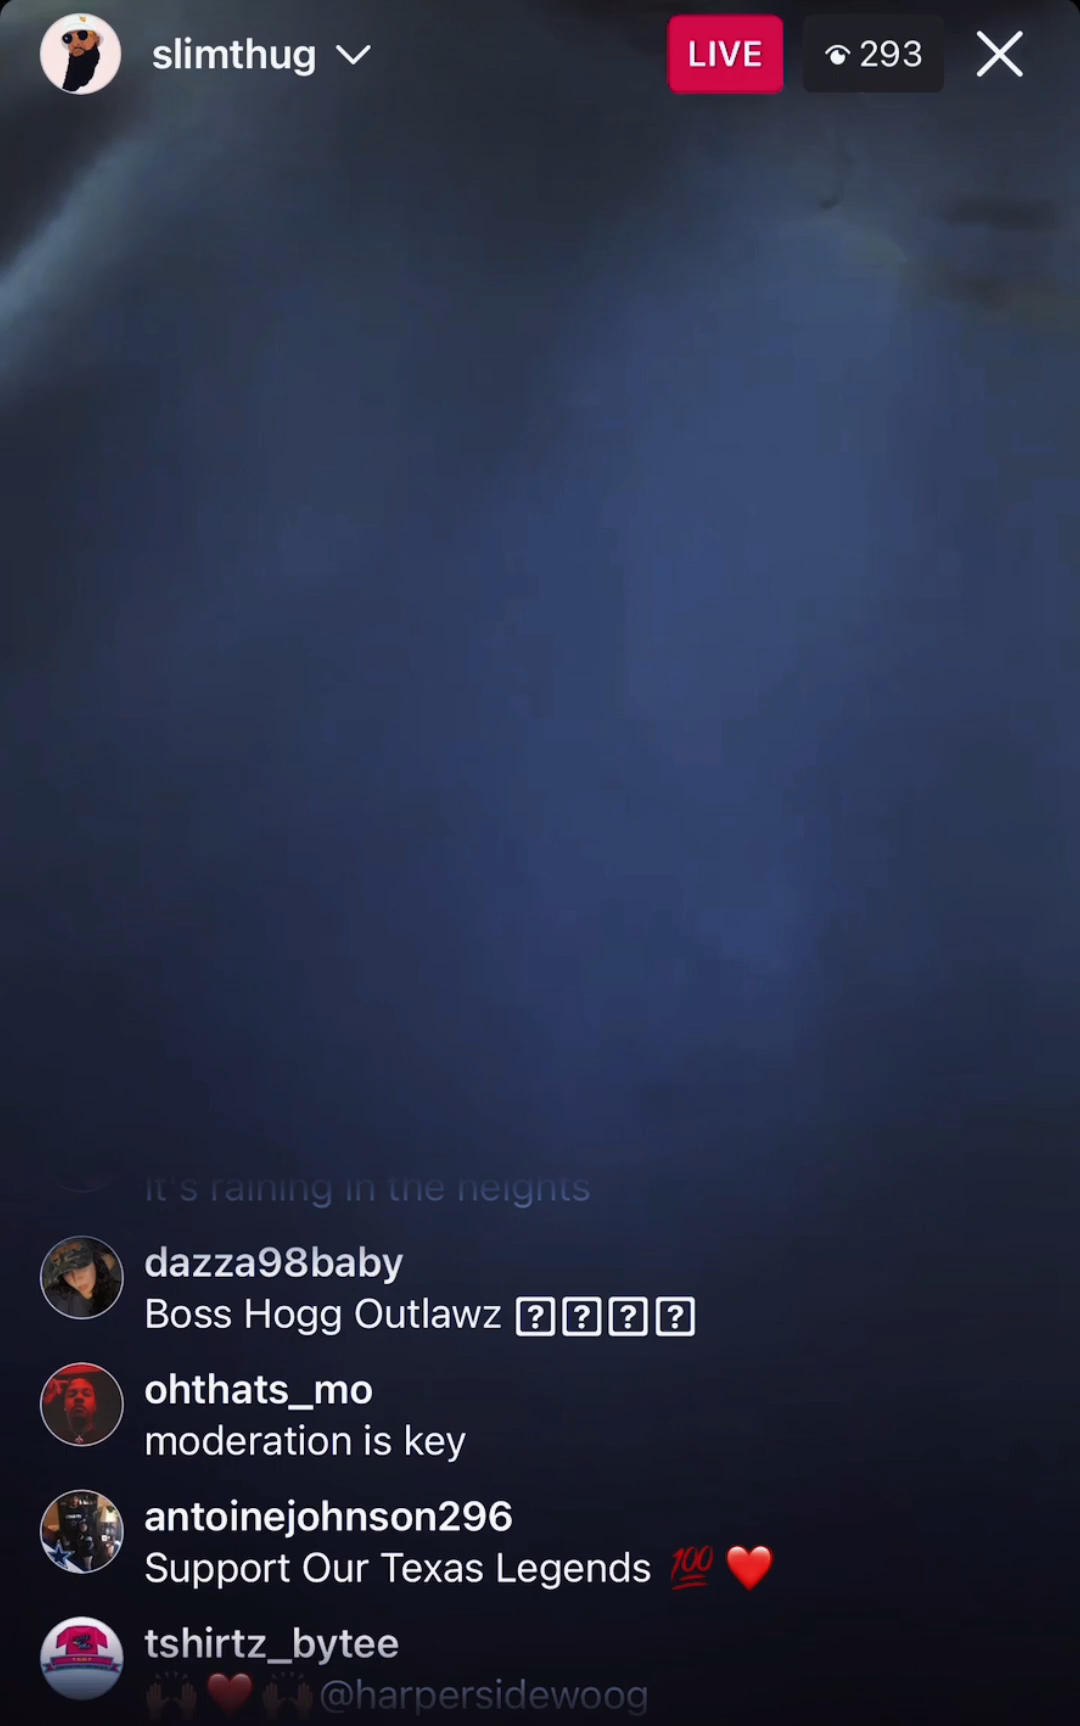 slimthug
LIVE
293
It's raining in the heights
dazza98baby
Boss Hogg Outlawz ⍰⍰⍰⍰
ohthats_mo
moderation is key
antoinejohnson296
Support Our Texas Legends 💯 ❤️
tshirtz_bytee
🙌🏿❤️🙌🏿@harpersidewoog